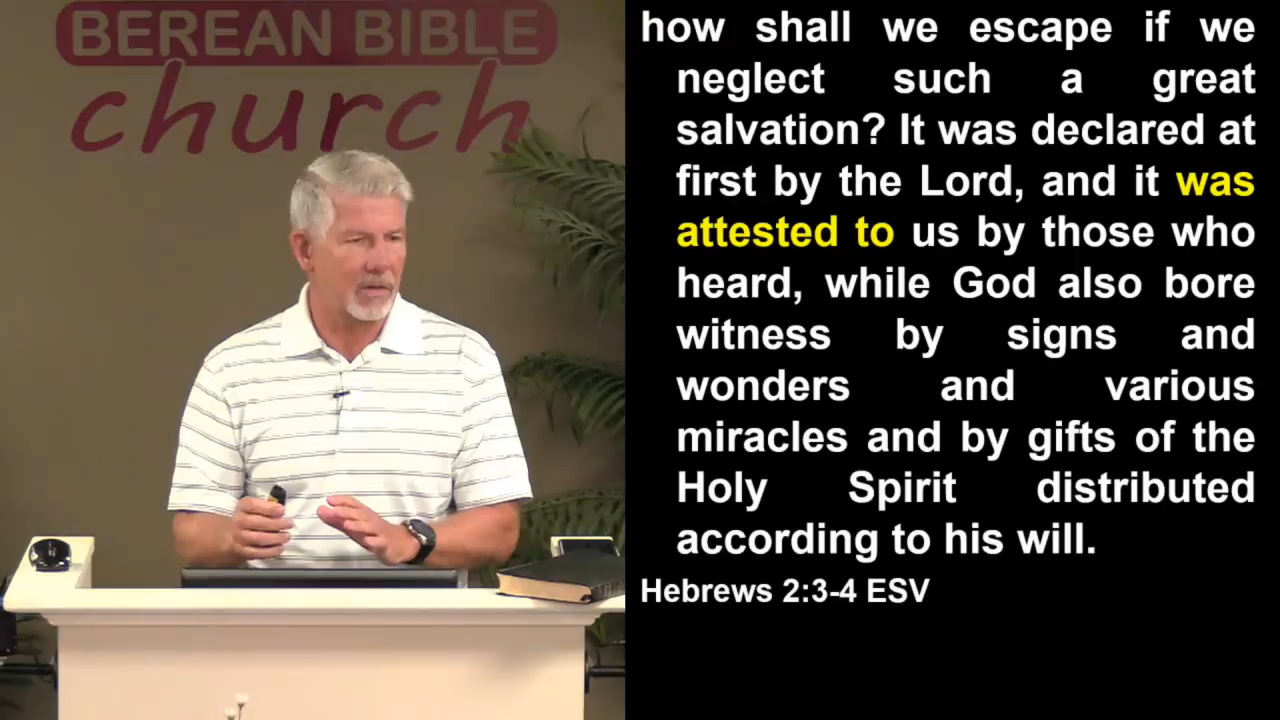 BEREAN BIBLE
church
how shall we escape if we
neglect such a great
salvation? It was declared at
first by the Lord, and it was
attested to us by those who
heard, while God also bore
witness by signs and
wonders and various
miracles and by gifts of the
Holy Spirit distributed
according to his will.
Hebrews 2:3-4 ESV